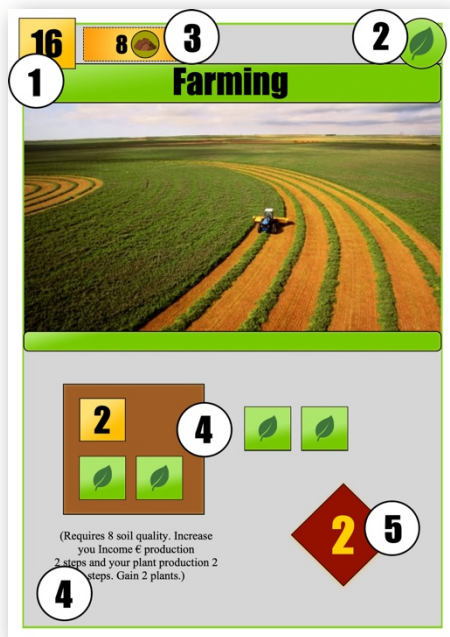 16 8 3 2
1 Farming
2
4
(Requires 8 soil quality. Increase
you Income € production
2 steps and your plant production 2
steps. Gain 2 plants.)
4
2 5